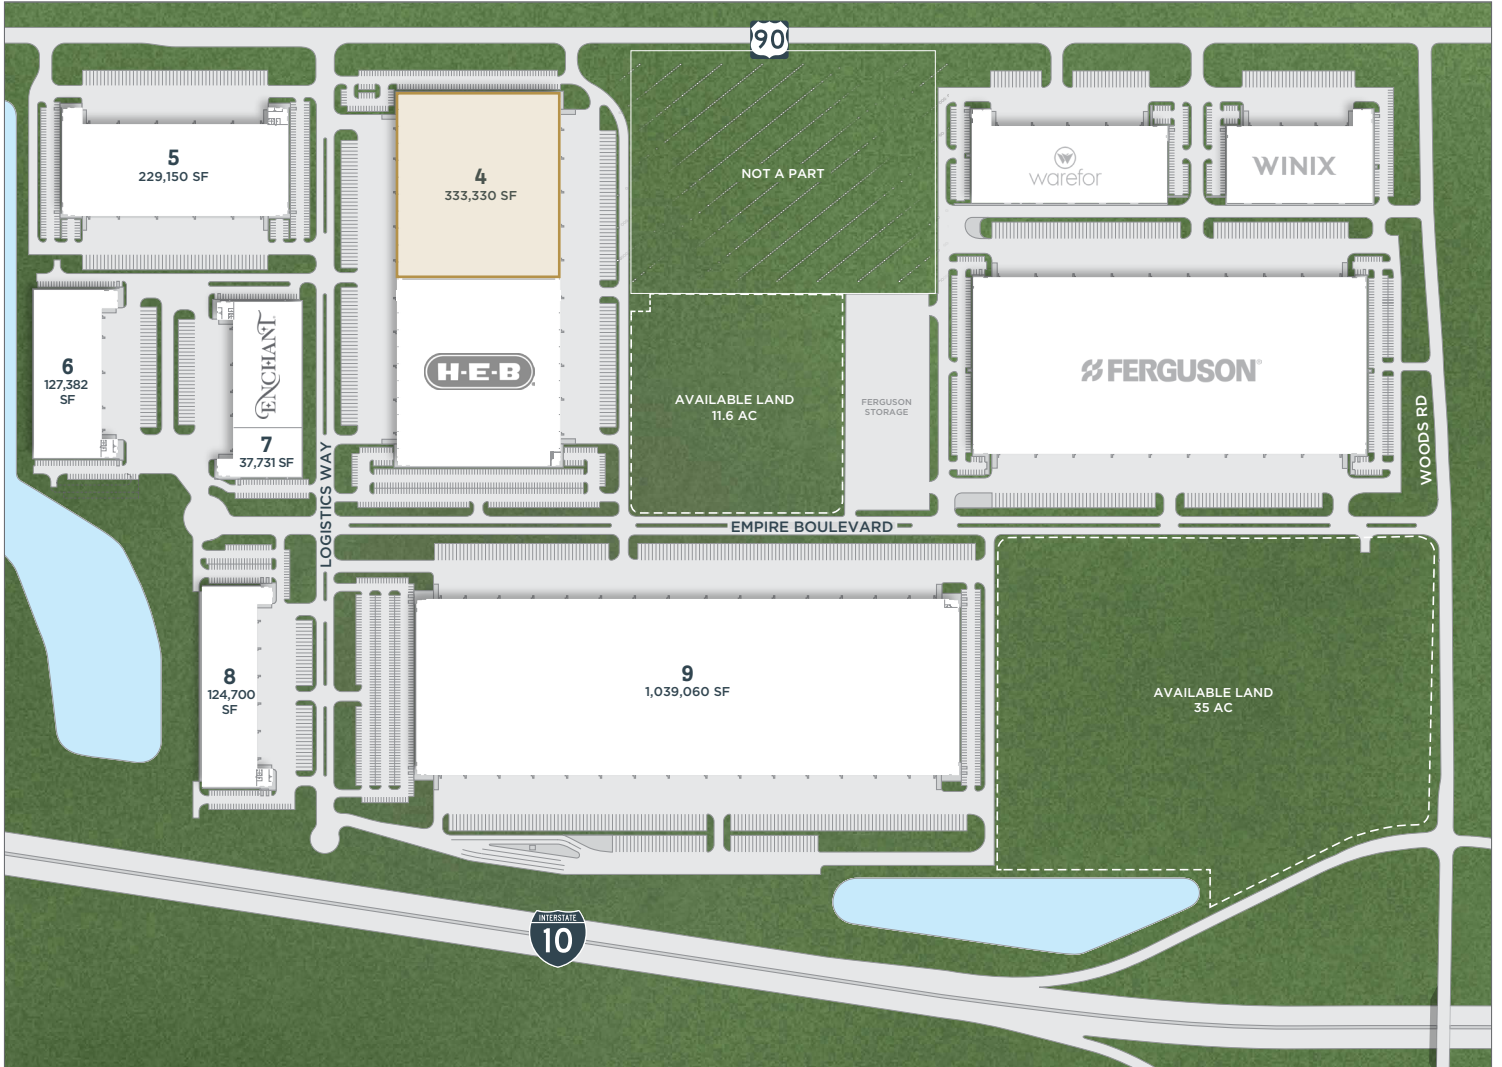 90
5
229,150 SF
4
333,330 SF
NOT A PART
warefor
WINIX
6
127,382
SF
ENCHANT
7
37,731 SF
H-E-B
AVAILABLE LAND
11.6 AC
FERGUSON
STORAGE
FERGUSON
WOODS RD
LOGISTICS WAY
EMPIRE BOULEVARD
8
124,700
SF
9
1,039,060 SF
AVAILABLE LAND
35 AC
INTERSTATE
10